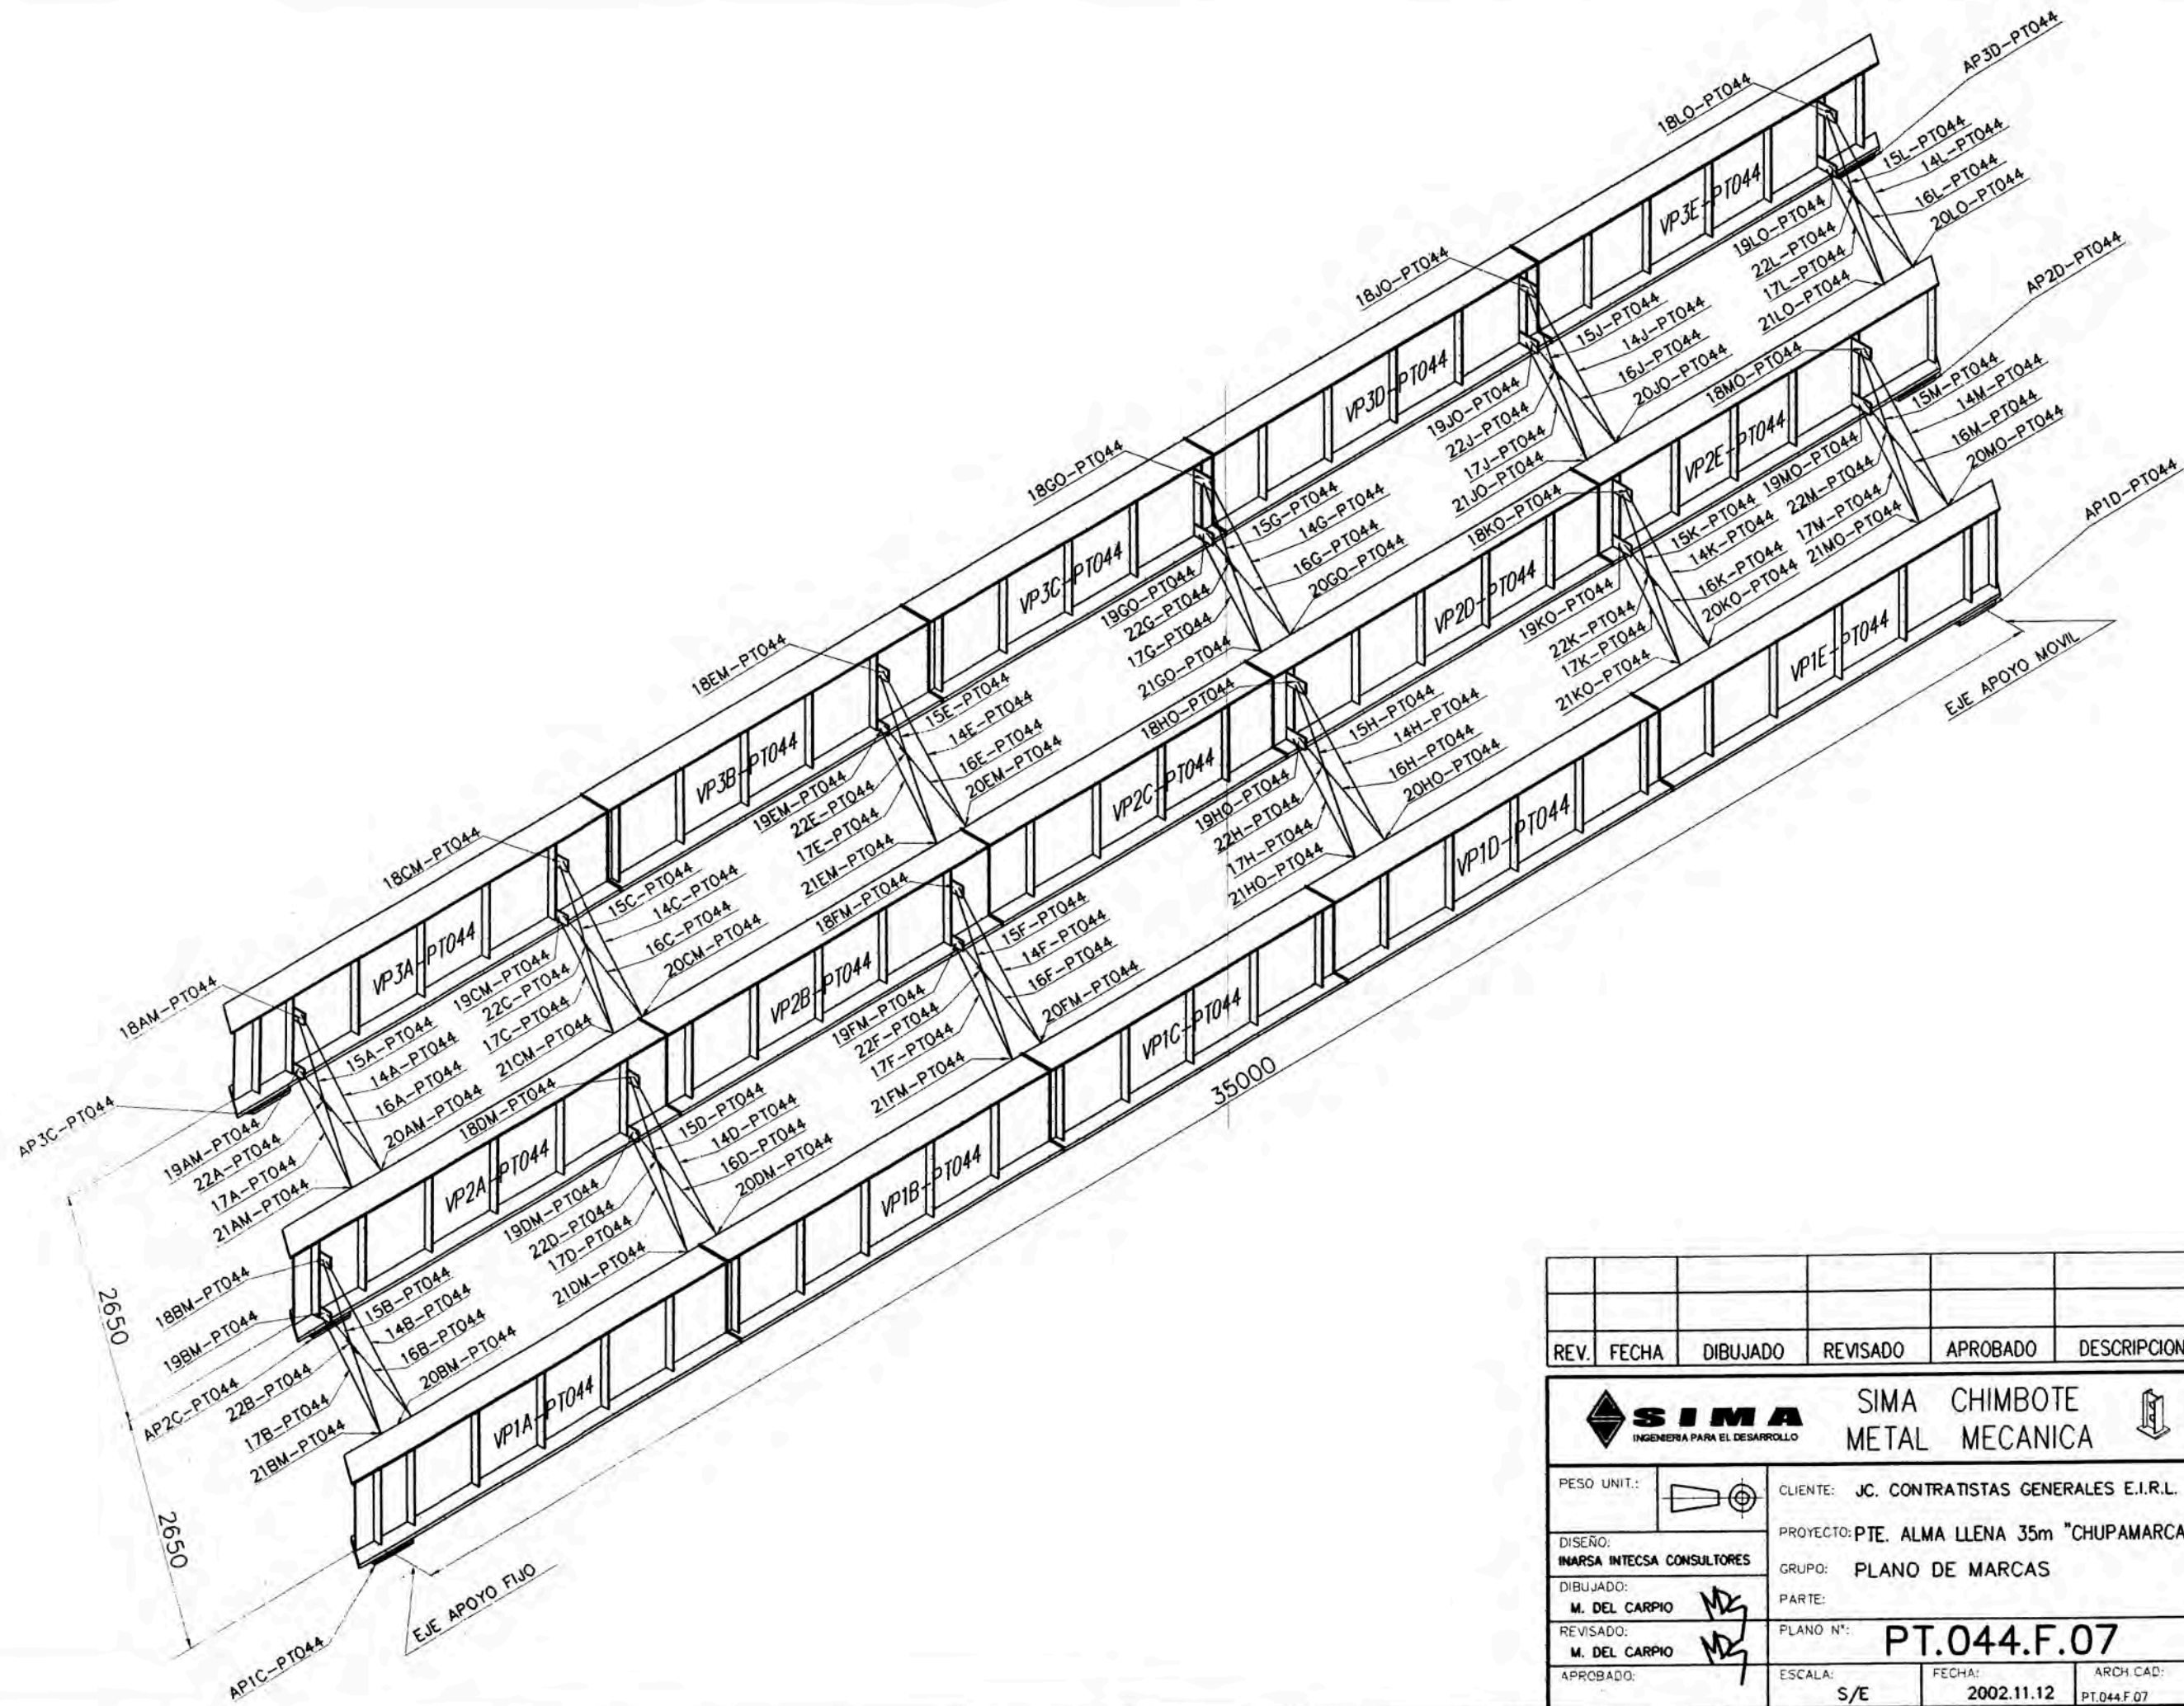 AP3D-PT044
18LO-PT044
15L-PT044
14L-PT044
16L-PT044
20LO-PT044
VP3E-PT044
19LO-PT044
22L-PT044
17L-PT044
21LO-PT044
AP2D-PT044
18JO-PT044
15J-PT044
14J-PT044
16J-PT044
20JO-PT044
VP3D-PT044
19JO-PT044
22J-PT044
17J-PT044
21JO-PT044
18MO-PT044
15M-PT044
14M-PT044
16M-PT044
20MO-PT044
VP2E-PT044
19MO-PT044
22M-PT044
17M-PT044
21MO-PT044
AP1D-PT044
18GO-PT044
15G-PT044
14G-PT044
16G-PT044
20GO-PT044
VP3C-PT044
19GO-PT044
22G-PT044
17G-PT044
21GO-PT044
18KO-PT044
15K-PT044
14K-PT044
16K-PT044
20KO-PT044
VP2D-PT044
19KO-PT044
22K-PT044
17K-PT044
21KO-PT044
VP1E-PT044
EJE APOYO MOVIL
18EM-PT044
15E-PT044
14E-PT044
16E-PT044
20EM-PT044
VP3B-PT044
19EM-PT044
22E-PT044
17E-PT044
21EM-PT044
18HO-PT044
15H-PT044
14H-PT044
16H-PT044
20HO-PT044
VP2C-PT044
19HO-PT044
22H-PT044
17H-PT044
21HO-PT044
VP1D-PT044
18CM-PT044
15C-PT044
14C-PT044
16C-PT044
20CM-PT044
VP3A-PT044
19CM-PT044
22C-PT044
17C-PT044
21CM-PT044
18FM-PT044
15F-PT044
14F-PT044
16F-PT044
20FM-PT044
VP2B-PT044
19FM-PT044
22F-PT044
17F-PT044
21FM-PT044
VP1C-PT044
35000
18AM-PT044
15A-PT044
14A-PT044
16A-PT044
20AM-PT044
AP3C-PT044
19AM-PT044
22A-PT044
17A-PT044
21AM-PT044
18DM-PT044
15D-PT044
14D-PT044
16D-PT044
20DM-PT044
VP2A-PT044
19DM-PT044
22D-PT044
17D-PT044
21DM-PT044
VP1B-PT044
2650
18BM-PT044
19BM-PT044
15B-PT044
14B-PT044
16B-PT044
20BM-PT044
AP2C-PT044
22B-PT044
17B-PT044
21BM-PT044
VP1A-PT044
2650
EJE APOYO FIJO
AP1C-PT044
REV. FECHA DIBUJADO REVISADO APROBADO DESCRIPCION
SIMA
INGENIERIA PARA EL DESARROLLO
SIMA CHIMBOTE
METAL MECANICA
PESO UNIT.:
CLIENTE: JC. CONTRATISTAS GENERALES E.I.R.L.
PROYECTO: PTE. ALMA LLENA 35m "CHUPAMARCA
DISEÑO:
INARSA INTECSA CONSULTORES
GRUPO: PLANO DE MARCAS
DIBUJADO:
M. DEL CARPIO
PARTE:
REVISADO:
M. DEL CARPIO
PLANO N°: PT.044.F.07
APROBADO:
ESCALA: S/E
FECHA: 2002.11.12
ARCH.CAD: PT.044.F.07